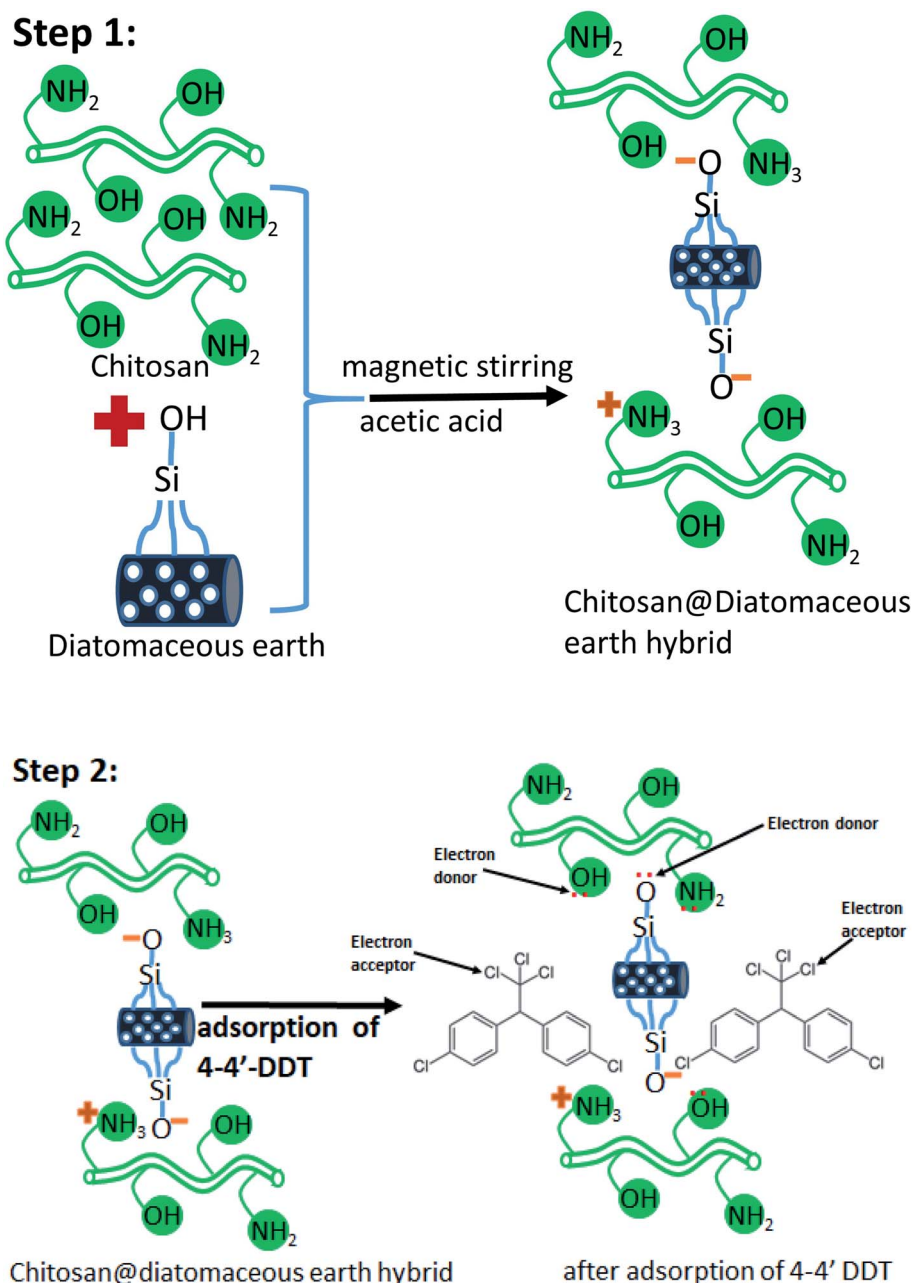 Step 1:
NH2
OH
OH
NH2
NH2
OH
OH
NH2
Chitosan
OH
Si
Diatomaceous earth
magnetic stirring
acetic acid
NH2
OH
OH
NH3
O
Si
Si
O
NH3
OH
OH
NH2
Chitosan@Diatomaceous
earth hybrid
Step 2:
NH2
OH
OH
NH3
O
Si
Si
O
NH3
OH
OH
NH2
Chitosan@diatomaceous earth hybrid
adsorption of
4-4'-DDT
NH2
OH
Electron donor
Electron
donor
OH
NH2
O
Si
Electron
acceptor
Electron
acceptor
Cl
Cl
Cl
Cl
Cl
Cl
Cl
Cl
Cl
Cl
Si
O
NH3
OH
OH
NH2
after adsorption of 4-4' DDT